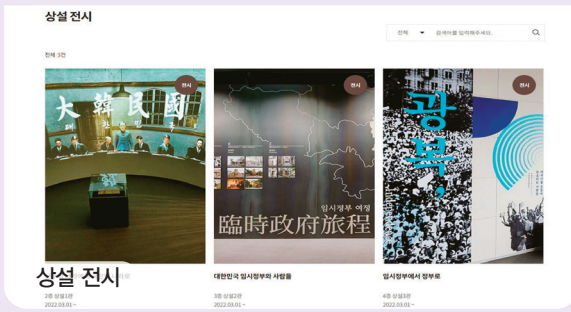 상설 전시
전체
검색어를 입력해주세요.
전체 3건
전시
전시
전시
大韓民國
임시정부 여정
臨時政府旅程
광복,
상설 전시
대한민국 임시정부와 사람들
임시정부에서 정부로
2층 상설1관
3층 상설2관
4층 상설3관
2022.03.01 ~
2022.03.01 ~
2022.03.01 ~